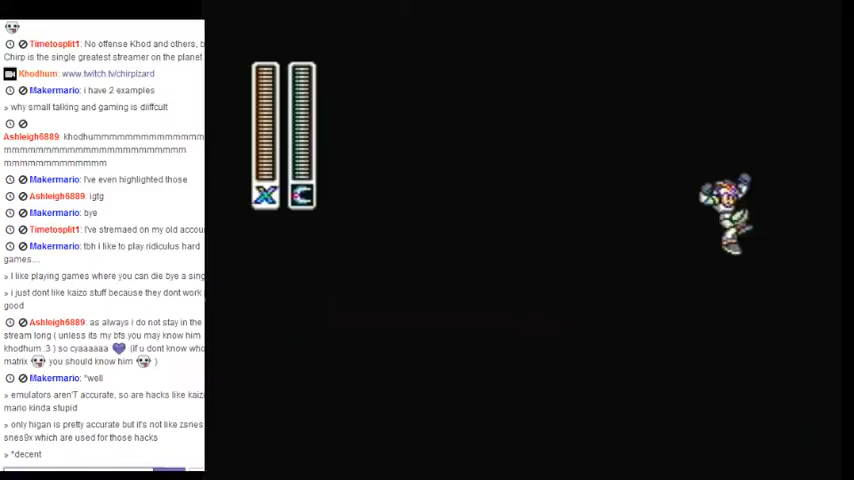 Timetosplit1: No offense Khod and others, b
Chirp is the single greatest streamer on the planet
Khodhum: www.twitch.tv/chirpizard
Makermario: i have 2 examples
» why small talking and gaming is diiffcult
Ashleigh6889: khodhummmmmmmmmmmmmmmmm
mmmmmmmmmmmmmmmmmmmmmmm
mmmmmmmmmmmmm
Makermario: I've even highlighted those
Ashleigh6889: igtg
Makermario: bye
Timetosplit1: I've stremaed on my old accou
Makermario: tbh i like to play ridiculus hard
games...
» I like playing games where you can die bye a sing
» i just dont like kaizo stuff because they dont work
good
Ashleigh6889: as always i do not stay in the
stream long ( unless its my bfs you may know him
khodhum :3 ) so cyaaaaaa (if u dont know who
matrix you should know him )
Makermario: *well
» emulators aren'T accurate, so are hacks like kaiz
mario kinda stupid
» only higan is pretty accurate but it's not like zsnes
snes9x which are used for those hacks
» *decent
X C